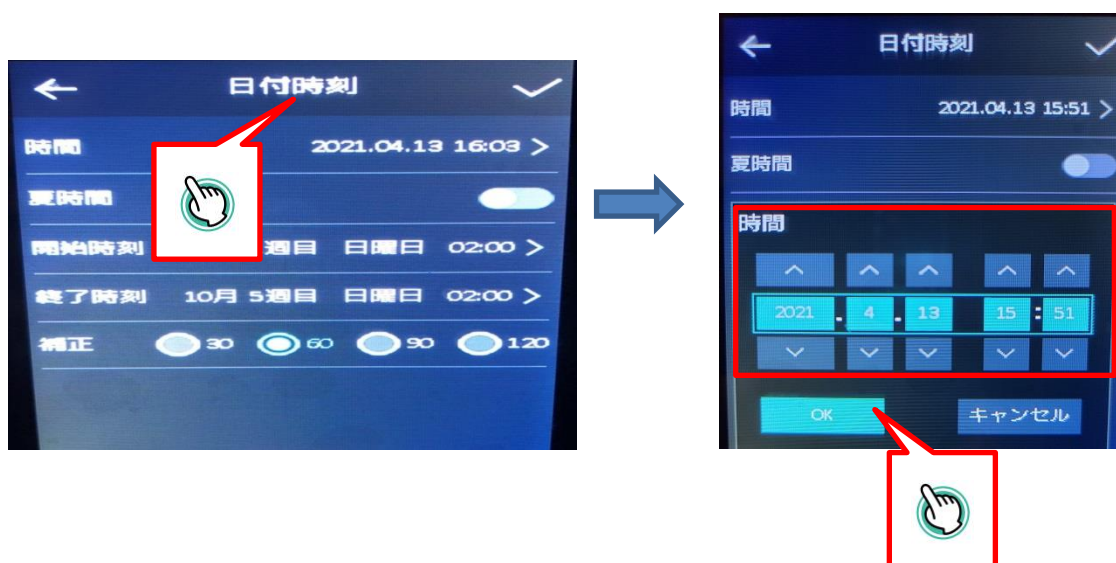 日付時刻
時間 2021.04.13 16:03 >
夏時間
開始時刻 週目 日曜日 02:00 >
終了時刻 10月 5週目 日曜日 02:00 >
補正 30 60 90 120
日付時刻
時間 2021.04.13 15:51 >
夏時間
時間
2021 . 4 . 13 15 : 51
OK キャンセル